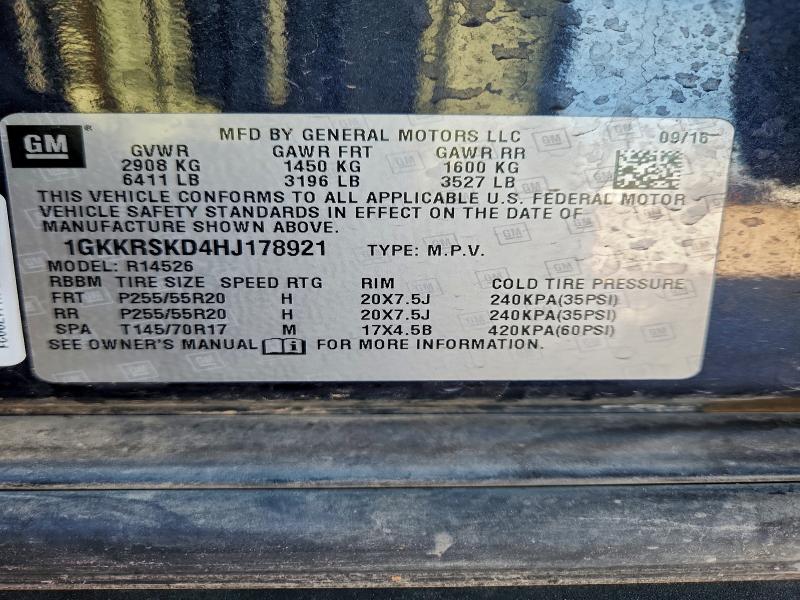 GM
MFD BY GENERAL MOTORS LLC 09/16
GVWR GAWR FRT GAWR RR
2908 KG 1450 KG 1600 KG
6411 LB 3196 LB 3527 LB
THIS VEHICLE CONFORMS TO ALL APPLICABLE U.S. FEDERAL MOTOR
VEHICLE SAFETY STANDARDS IN EFFECT ON THE DATE OF
MANUFACTURE SHOWN ABOVE.
1GKKRSKD4HJ178921 TYPE: M.P.V.
MODEL: R14526
RBBM TIRE SIZE SPEED RTG RIM COLD TIRE PRESSURE
FRT P255/55R20 H 20X7.5J 240KPA(35PSI)
RR P255/55R20 H 20X7.5J 240KPA(35PSI)
SPA T145/70R17 M 17X4.5B 420KPA(60PSI)
SEE OWNER'S MANUAL FOR MORE INFORMATION.